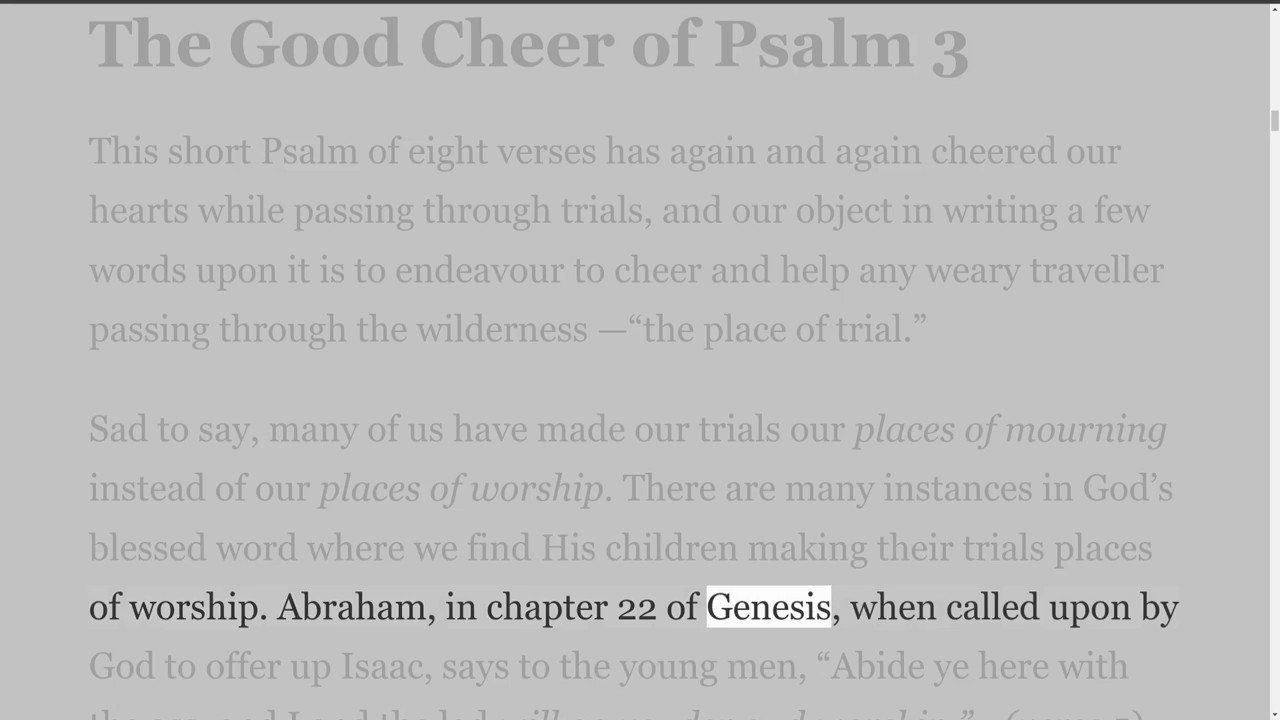 The Good Cheer of Psalm 3
This short Psalm of eight verses has again and again cheered our
hearts while passing through trials, and our object in writing a few
words upon it is to endeavour to cheer and help any weary traveller
passing through the wilderness —“the place of trial.”
Sad to say, many of us have made our trials our places of mourning
instead of our places of worship. There are many instances in God’s
blessed word where we find His children making their trials places
of worship. Abraham, in chapter 22 of Genesis, when called upon by
God to offer up Isaac, says to the young men, “Abide ye here with